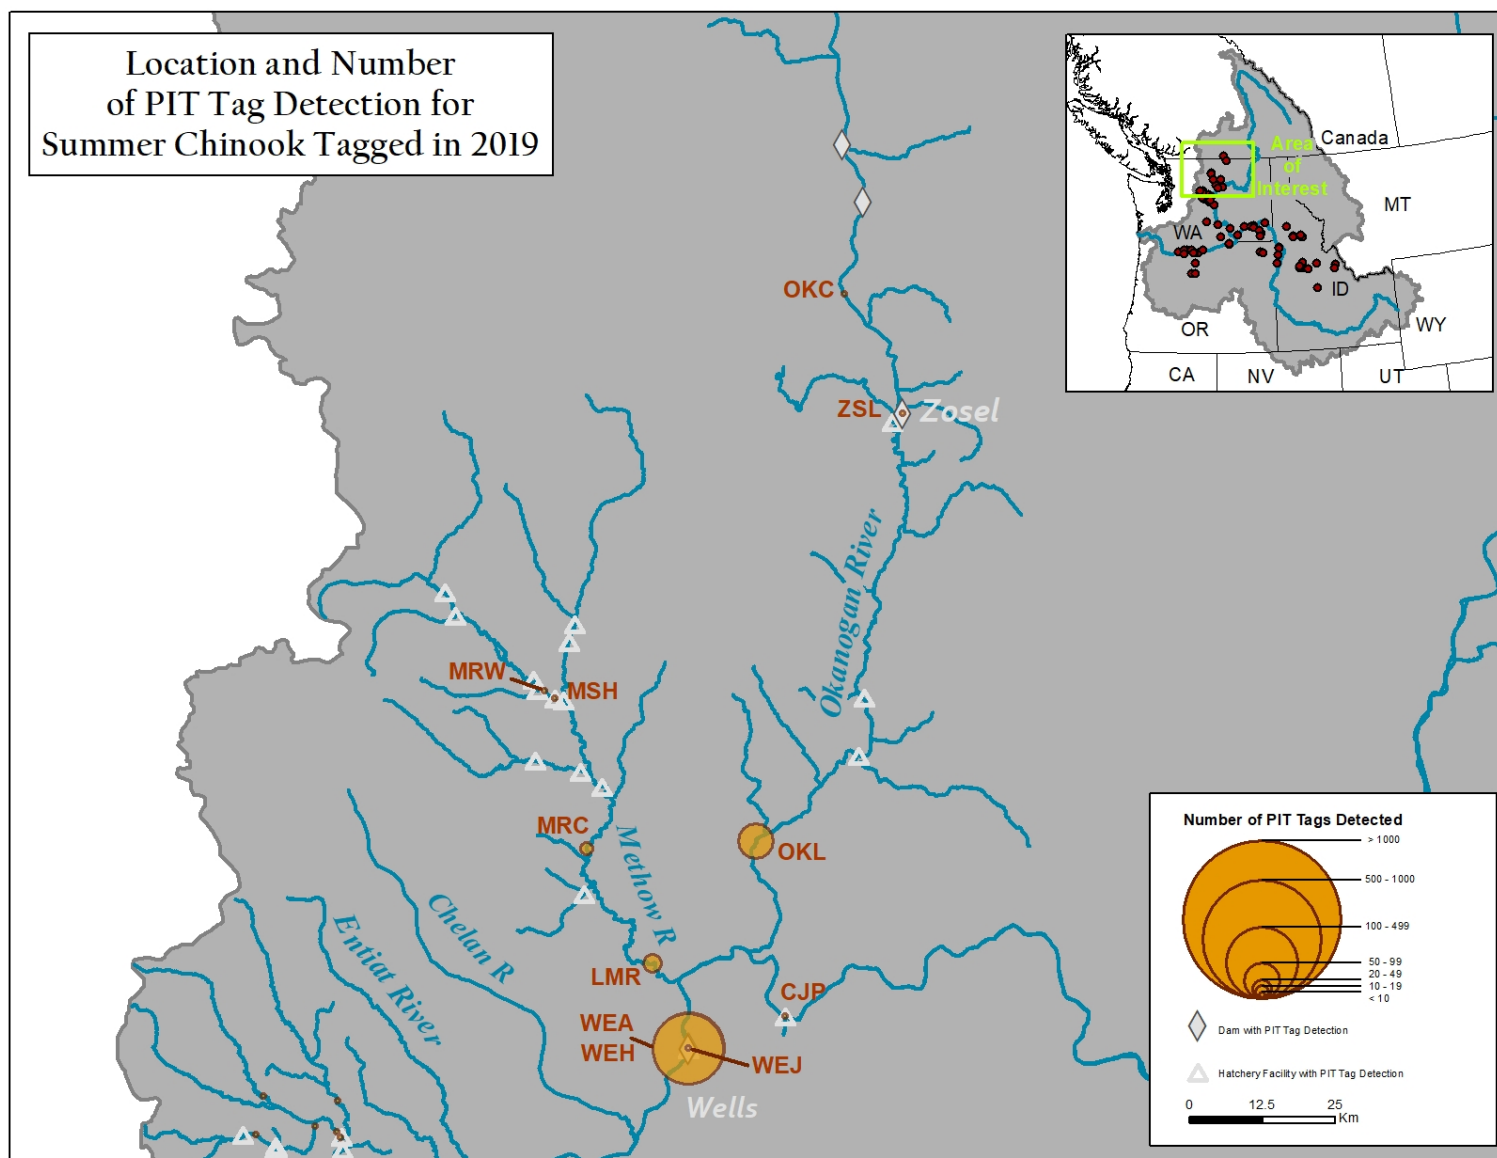 Location and Number
of PIT Tag Detection for
Summer Chinook Tagged in 2019
Canada
Area
of
Interest
MT
WA
ID
OR
WY
CA
NV
UT
OKC
ZSL
Zosel
Okanogan River
MRW
MSH
MRC
OKL
Methow R
Chelan R
Entiat River
LMR
CJP
WEA
WEH
WEJ
Wells
Number of PIT Tags Detected
> 1000
500 - 1000
100 - 499
50 - 99
20 - 49
10 - 19
< 10
Dam with PIT Tag Detection
Hatchery Facility with PIT Tag Detection
0 12.5 25
Km